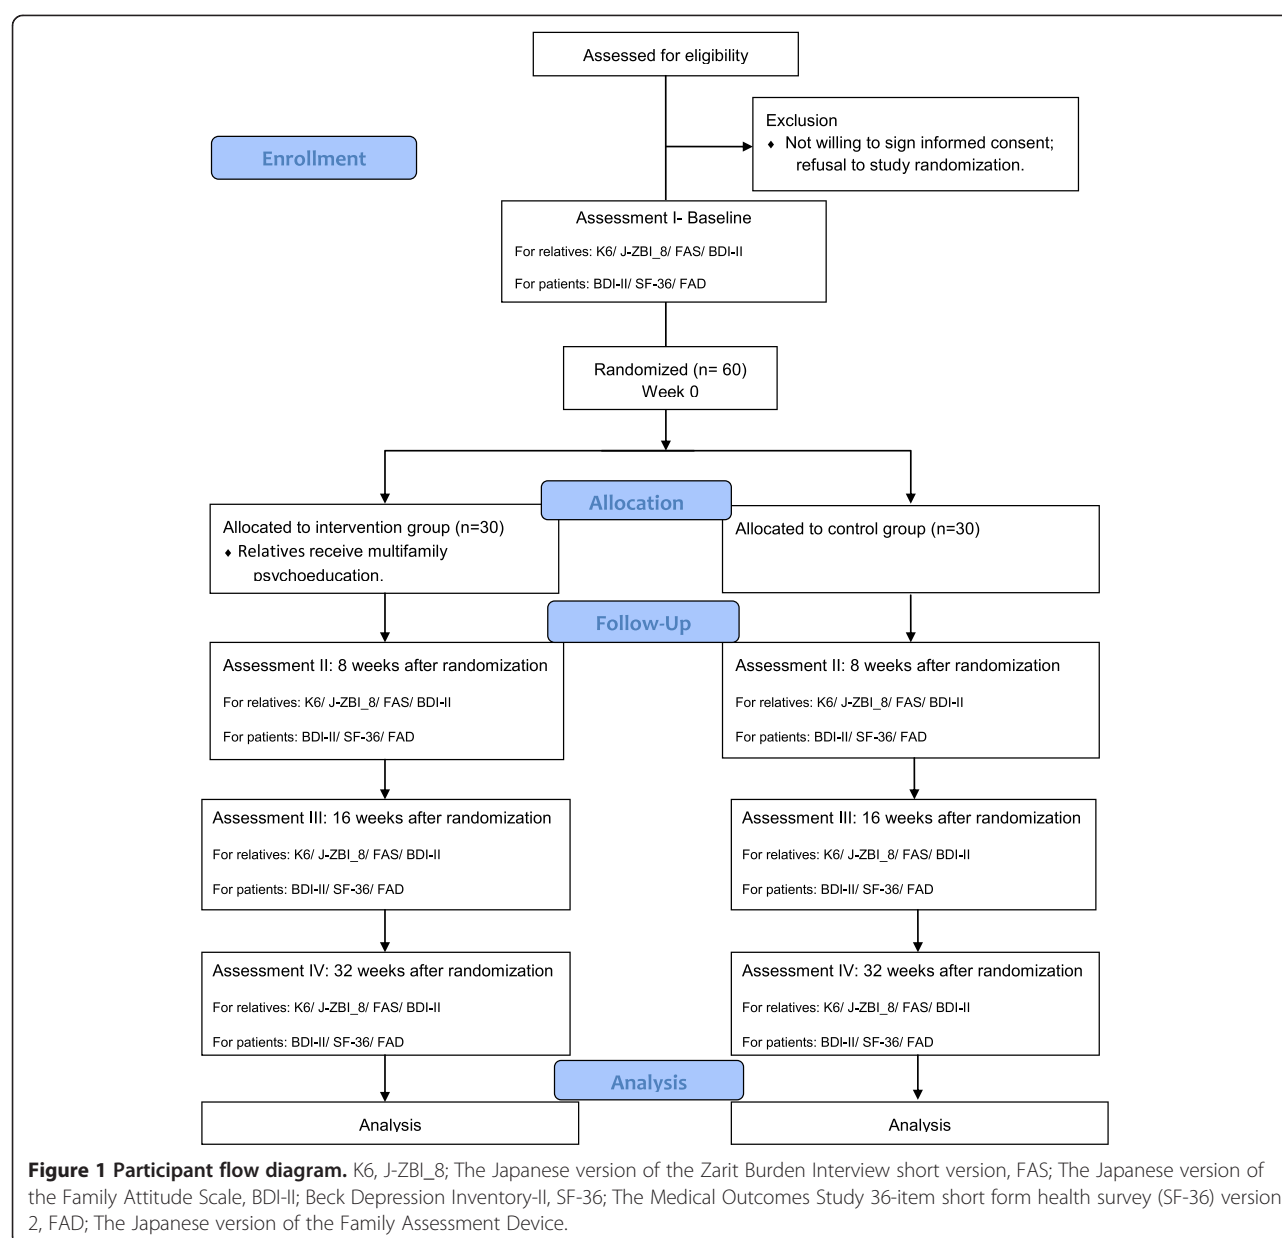 Assessed for eligibility
Exclusion
♦ Not willing to sign informed consent;
refusal to study randomization.
Enrollment
Assessment I- Baseline
For relatives: K6/ J-ZBI_8/ FAS/ BDI-II
For patients: BDI-II/ SF-36/ FAD
Randomized (n= 60)
Week 0
Allocation
Allocated to intervention group (n=30)
♦ Relatives receive multifamily
psychoeducation.
Allocated to control group (n=30)
Follow-Up
Assessment II: 8 weeks after randomization
For relatives: K6/ J-ZBI_8/ FAS/ BDI-II
For patients: BDI-II/ SF-36/ FAD
Assessment II: 8 weeks after randomization
For relatives: K6/ J-ZBI_8/ FAS/ BDI-II
For patients: BDI-II/ SF-36/ FAD
Assessment III: 16 weeks after randomization
For relatives: K6/ J-ZBI_8/ FAS/ BDI-II
For patients: BDI-II/ SF-36/ FAD
Assessment III: 16 weeks after randomization
For relatives: K6/ J-ZBI_8/ FAS/ BDI-II
For patients: BDI-II/ SF-36/ FAD
Assessment IV: 32 weeks after randomization
For relatives: K6/ J-ZBI_8/ FAS/ BDI-II
For patients: BDI-II/ SF-36/ FAD
Assessment IV: 32 weeks after randomization
For relatives: K6/ J-ZBI_8/ FAS/ BDI-II
For patients: BDI-II/ SF-36/ FAD
Analysis
Analysis
Analysis
Figure 1 Participant flow diagram. K6, J-ZBI_8; The Japanese version of the Zarit Burden Interview short version, FAS; The Japanese version of
the Family Attitude Scale, BDI-II; Beck Depression Inventory-II, SF-36; The Medical Outcomes Study 36-item short form health survey (SF-36) version
2, FAD; The Japanese version of the Family Assessment Device.